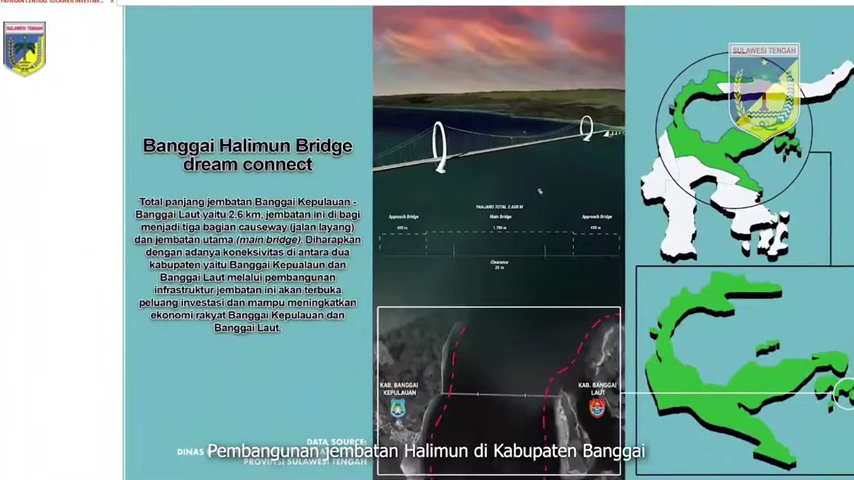 SULAWESI TENGAH
SULAWESI TENGAH
Banggai Halimun Bridge
dream connect
Total panjang jembatan Banggai Kepulauan -
Banggai Laut yaitu 2,6 km, jembatan ini di bagi
menjadi tiga bagian causeway (jalan layang)
dan jembatan utama (main bridge). Diharapkan
dengan adanya koneksivitas di antara dua
kabupaten yaitu Banggai Kepualaun dan
Banggai Laut melalui pembangunan
infrastruktur jembatan ini akan terbuka
peluang investasi dan mampu meningkatkan
ekonomi rakyat Banggai Kepulauan dan
Banggai Laut.
PANJANG TOTAL 2,608 M
Approach Bridge
Main Bridge
Approach Bridge
Clearance
KAB. BANGGAI
KEPULAUAN
KAB. BANGGAI
LAUT
DATA SOURCE:
DINAS
PROVINSI SULAWESI TENGAH
Pembangunan jembatan Halimun di Kabupaten Banggai